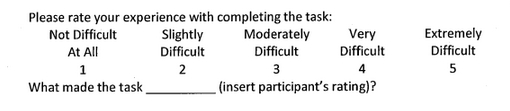 Please rate your experience with completing the task:
Not Difficult Slightly Moderately Very Extremely
At All Difficult Difficult Difficult Difficult
1 2 3 4 5
What made the task __________ (insert participant's rating)?